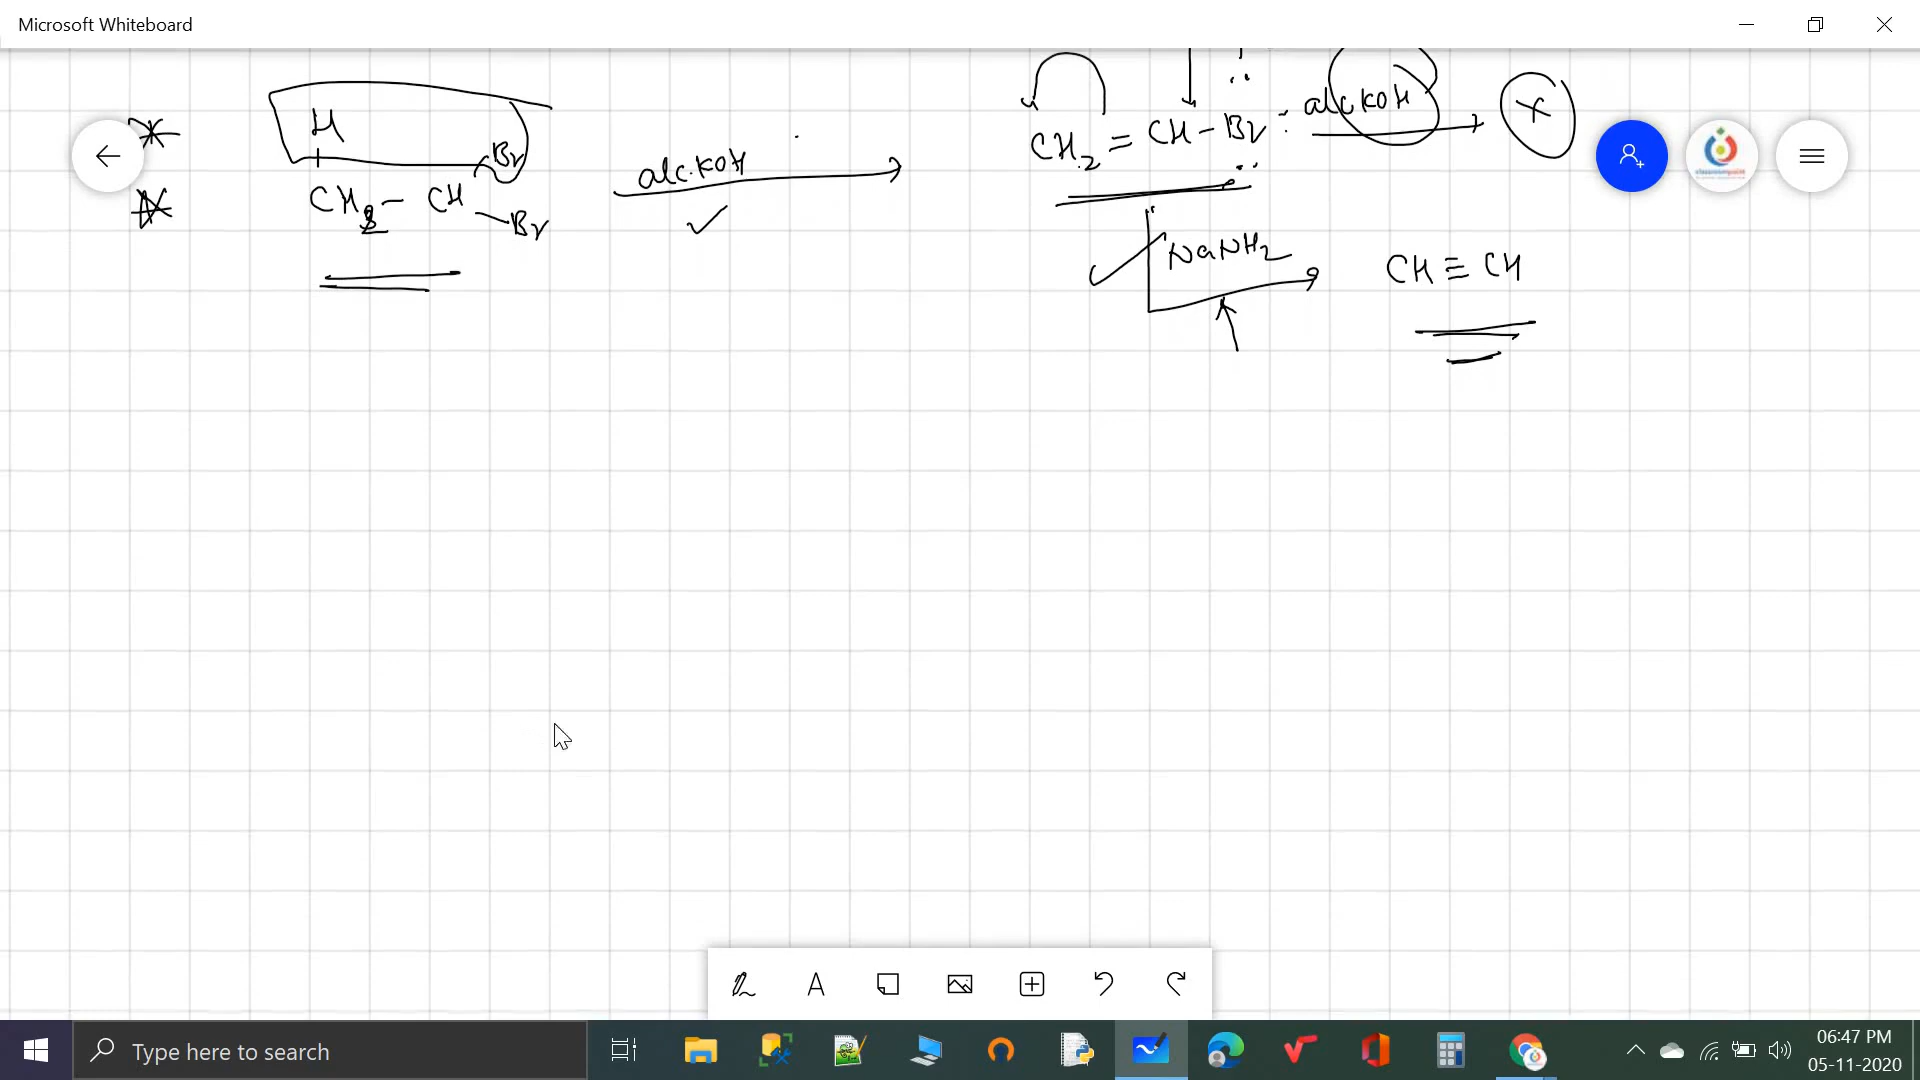 Microsoft Whiteboard
H
Br
CH2 - CH
Br
alc.KOH
CH2 = CH - Br
alc KOH
X
NaNH2
CH ≡ CH
Type here to search
06:47 PM
05-11-2020